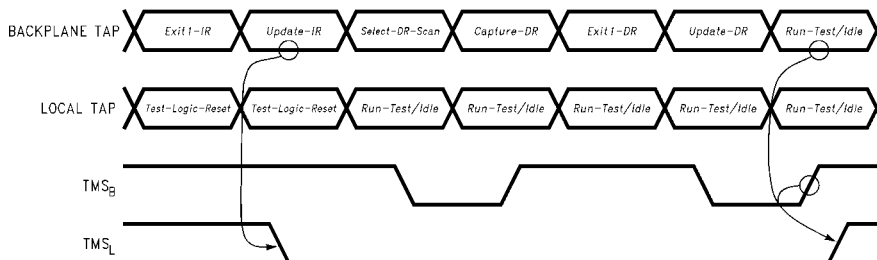 BACKPLANE TAP Exit1-IR Update-IR Select-DR-Scan Capture-DR Exit1-DR Update-DR Run-Test/Idle
LOCAL TAP Test-Logic-Reset Test-Logic-Reset Run-Test/Idle Run-Test/Idle Run-Test/Idle Run-Test/Idle Run-Test/Idle
TMSB
TMSL